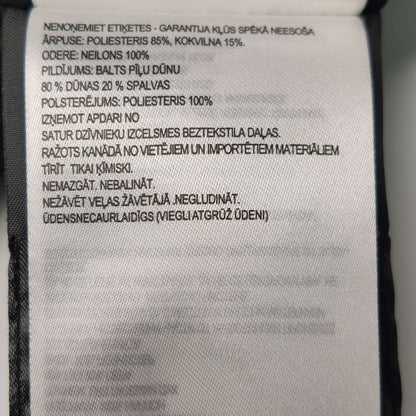 NENOŅEMIET ETIĶETES - GARANTIJA KĻŪS SPĒKĀ NEESOŠA
ĀRPUSE: POLIESTERIS 85%, KOKVILNA 15%.
ODERE: NEILONS 100%
PILDĪJUMS: BALTS PĪĻU DŪNU
80 % DŪNAS 20 % SPALVAS
POLSTERĒJUMS: POLIESTERIS 100%
IZŅEMOT APDARI NO
SATUR DZĪVNIEKU IZCELSMES BEZTEKSTILA DAĻAS.
RAŽOTS KANĀDĀ NO VIETĒJIEM UN IMPORTĒTIEM MATERIĀLIEM
TĪRĪT TIKAI ĶĪMISKI.
NEMAZGĀT. NEBALINĀT.
NEŽĀVĒT VEĻAS ŽĀVĒTĀJĀ .NEGLUDINĀT.
ŪDENSNECAURLAIDĪGS (VIEGLI ATGRŪŽ ŪDENI)